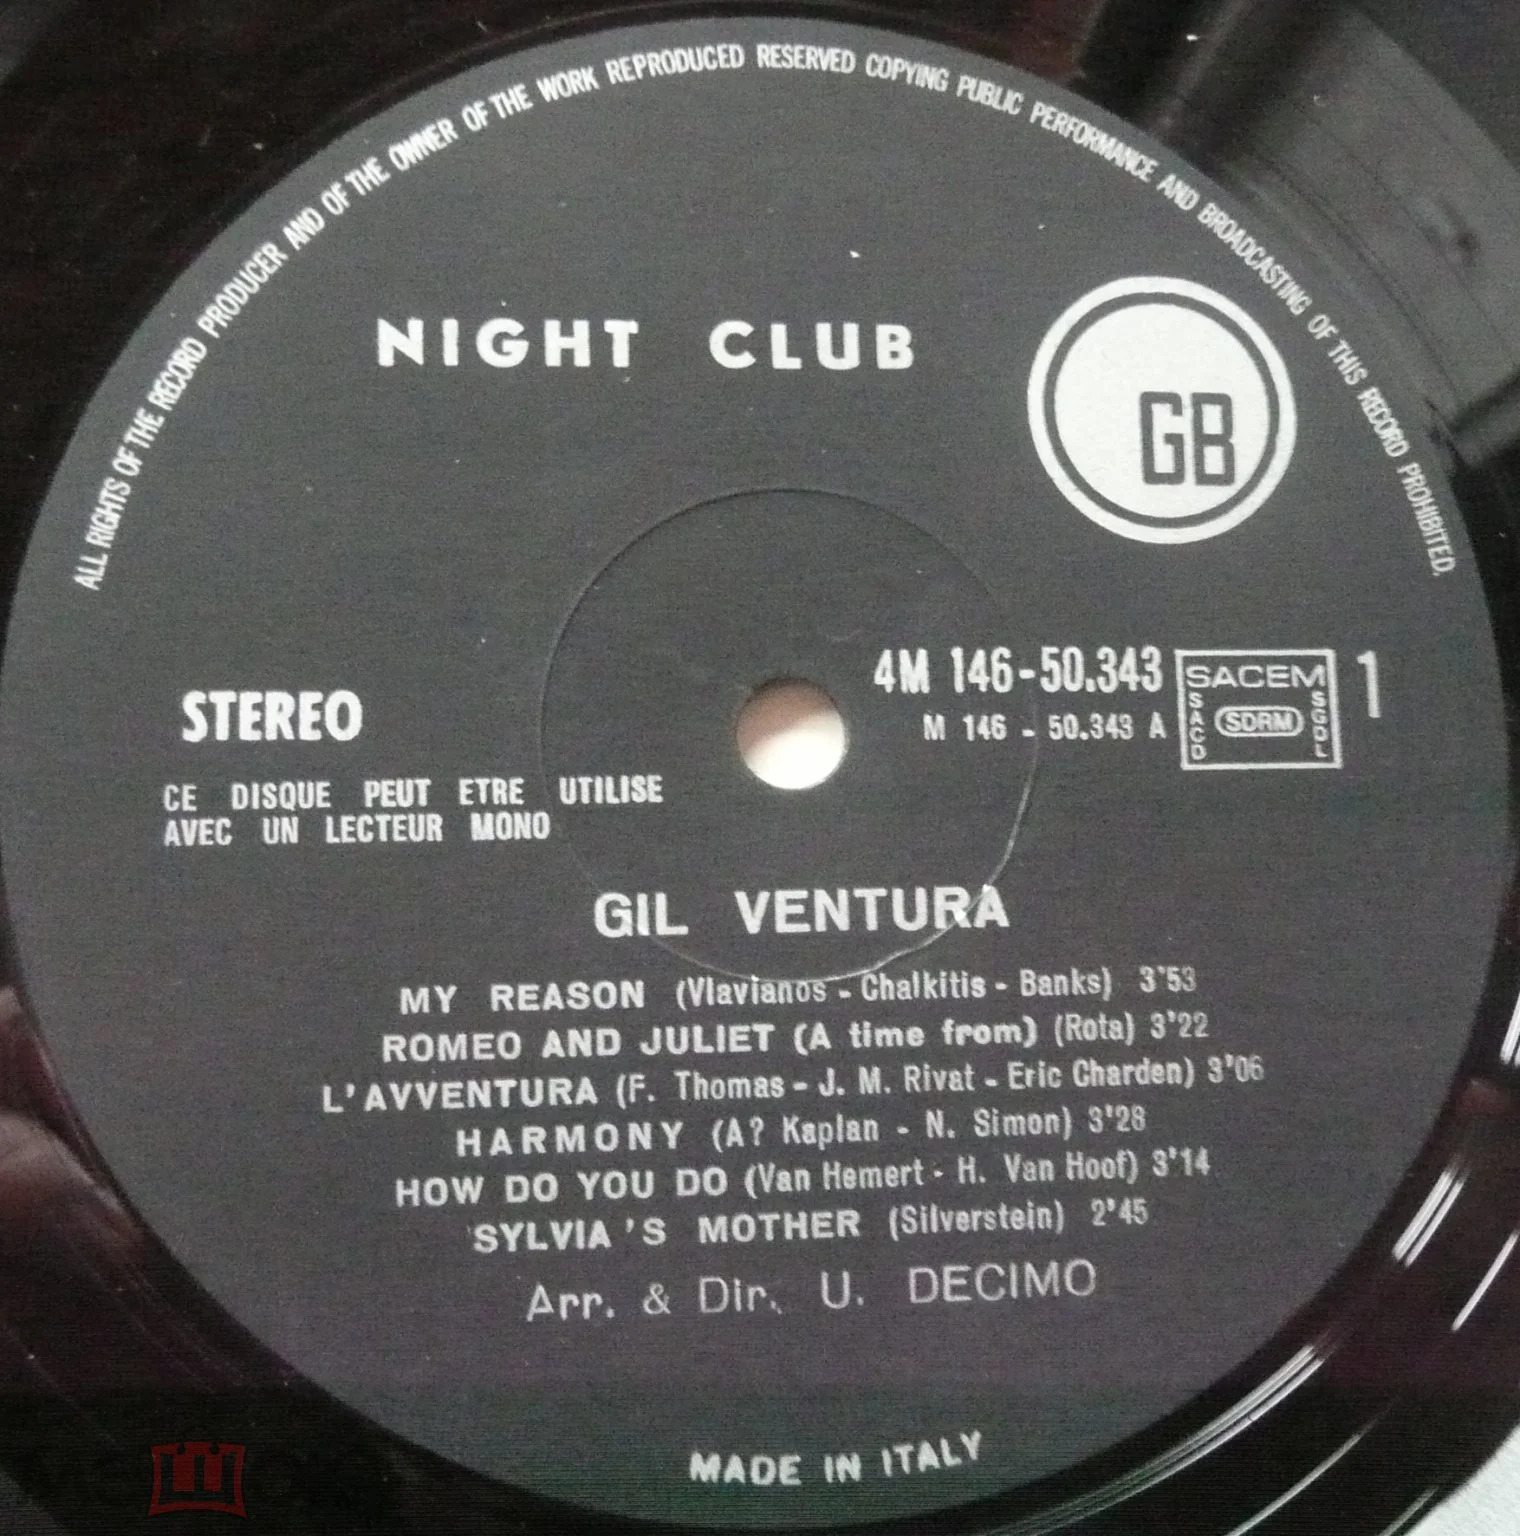 ALL RIGHTS OF THE RECORD PRODUCER AND OF THE OWNER OF THE WORK REPRODUCED RESERVED COPYING PUBLIC PERFORMANCE AND BROADCASTING OF THIS RECORD PROHIBITED.
NIGHT CLUB
GB
STEREO
CE DISQUE PEUT ETRE UTILISE
AVEC UN LECTEUR MONO
4M 146-50.343
M 146 - 50.343 A
SACEM
SACD
SDRM
SGDL
1
GIL VENTURA
MY REASON (Vlavianos - Chalkitis - Banks) 3'53
ROMEO AND JULIET (A time from) (Rota) 3'22
L'AVVENTURA (F. Thomas - J. M. Rivat - Eric Charden) 3'06
HARMONY (A? Kaplan - N. Simon) 3'28
HOW DO YOU DO (Van Hemert - H. Van Hoof) 3'14
SYLVIA'S MOTHER (Silverstein) 2'45
Arr. & Dir. U. DECIMO
MADE IN ITALY